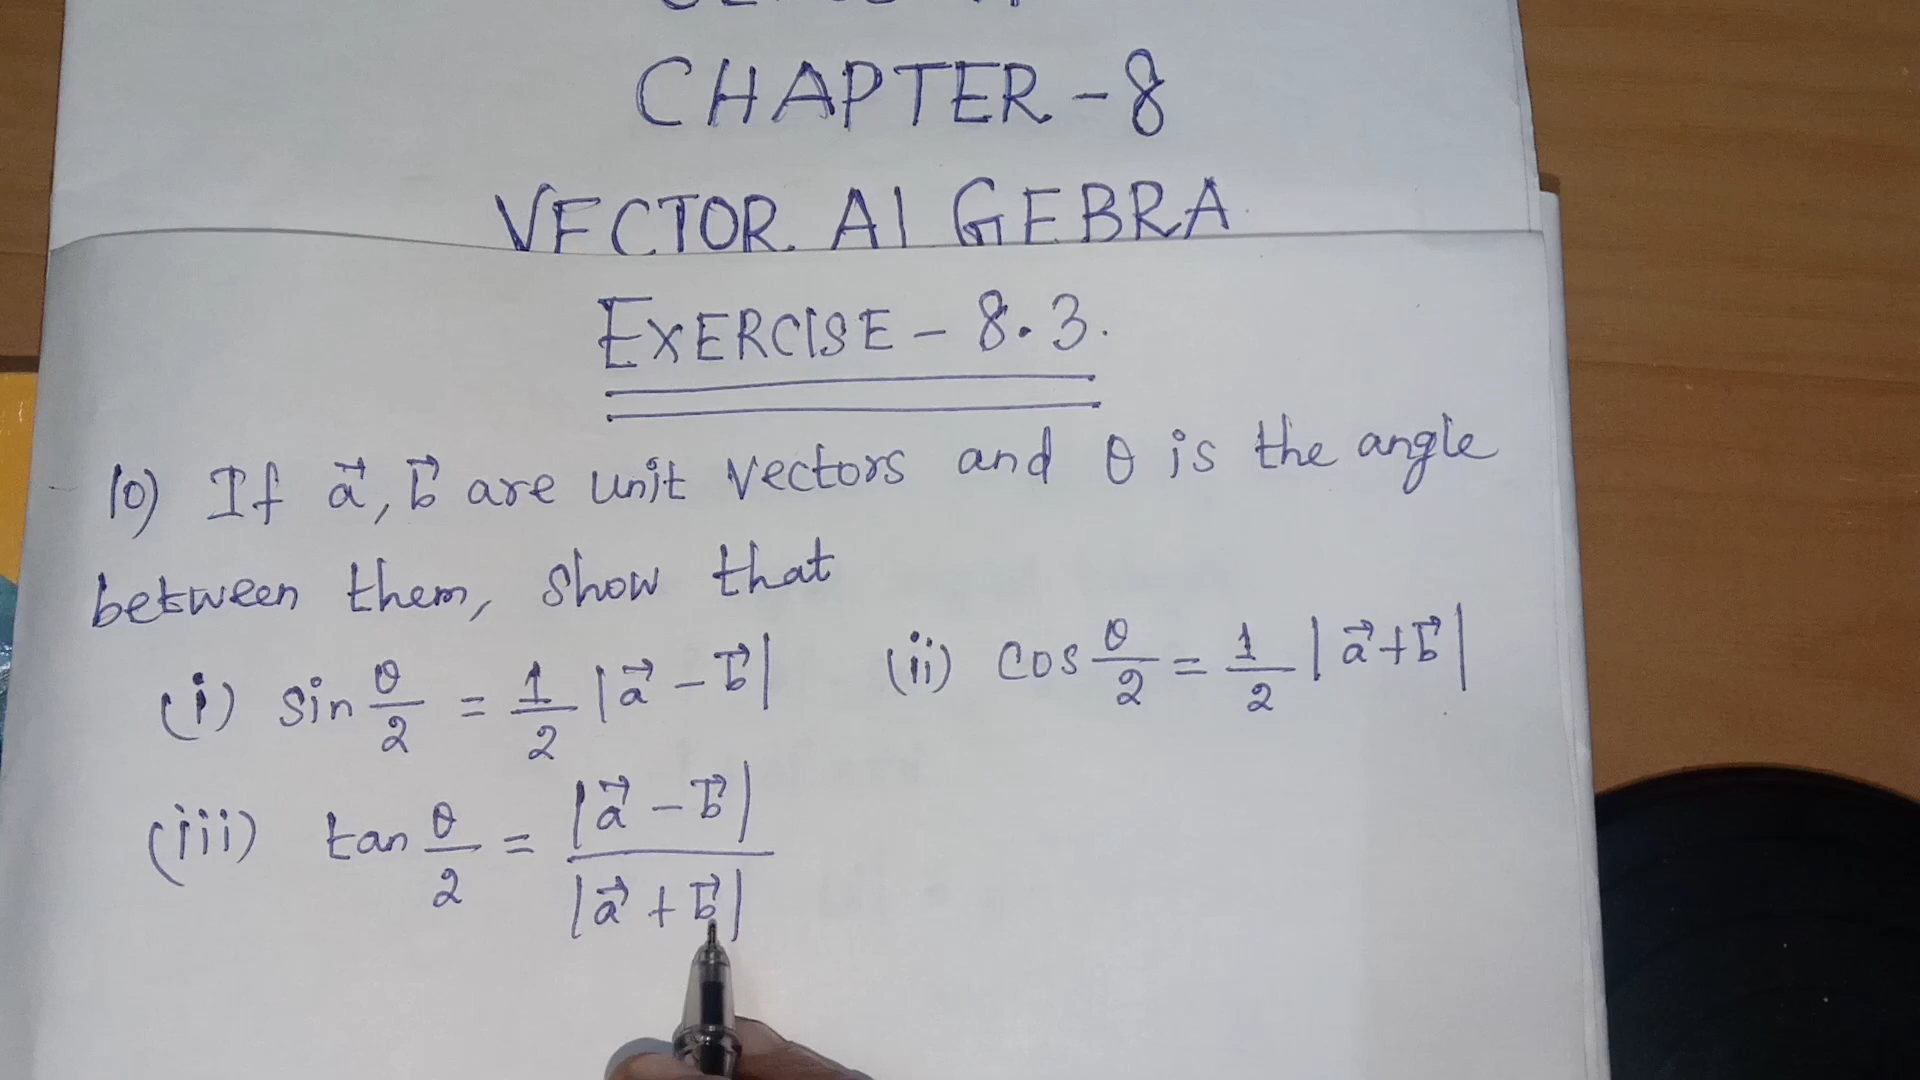 CHAPTER-8
VECTOR ALGEBRA
EXERCISE-8.3.
10) If a⃗, b⃗ are unit vectors and θ is the angle
between them, show that
(i) sin θ/2 = 1/2 |a⃗ - b⃗| (ii) cos θ/2 = 1/2 |a⃗+b⃗|
(iii) tan θ/2 = |a⃗ - b⃗| / |a⃗ + b⃗|